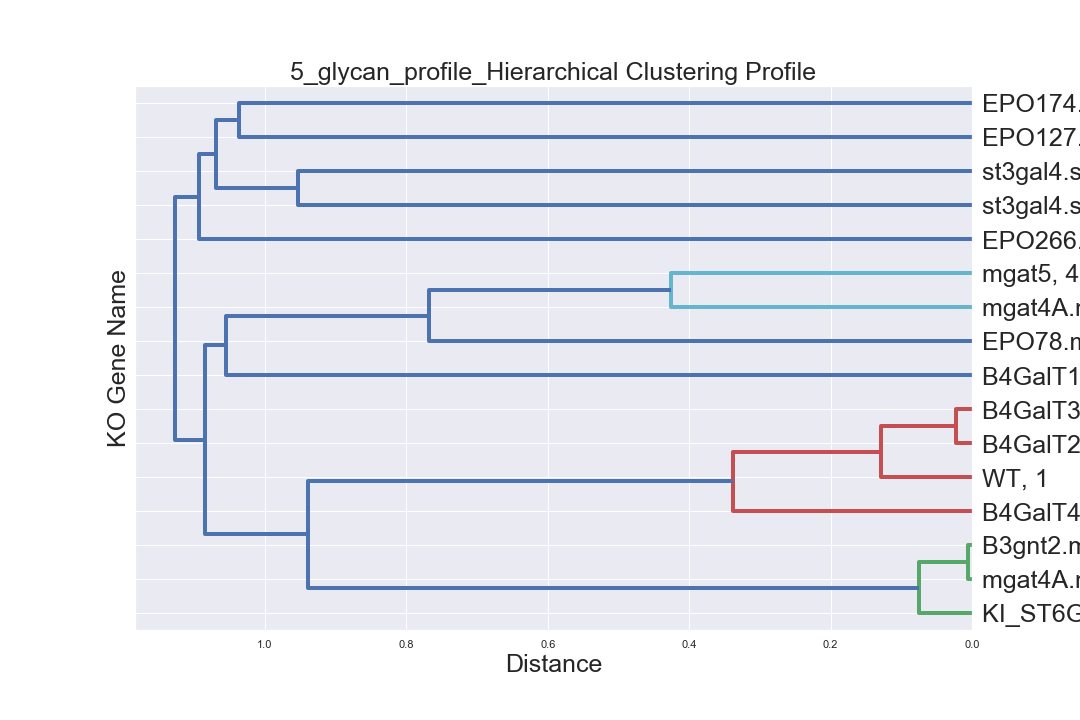 5_glycan_profile_Hierarchical Clustering Profile
EPO174.
EPO127.
st3gal4.s
st3gal4.s
EPO266.
mgat5, 4
mgat4A.
EPO78.m
B4GalT1
B4GalT3
B4GalT2
WT, 1
B4GalT4
B3gnt2.m
mgat4A.
KI_ST6G
KO Gene Name
1.0 0.8 0.6 0.4 0.2 0.0
Distance